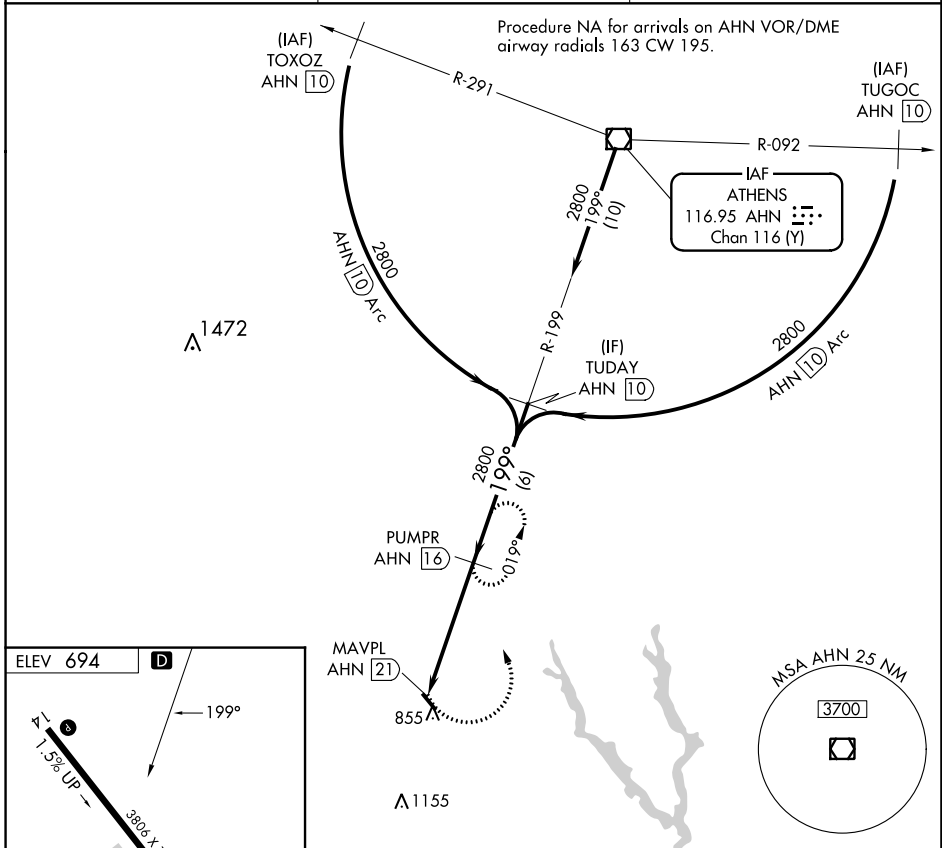 Procedure NA for arrivals on AHN VOR/DME
airway radials 163 CW 195.
(IAF)
TOXOZ
AHN 10
R-291
(IAF)
TUGOC
AHN 10
R-092
IAF
ATHENS
116.95 AHN
Chan 116 (Y)
2800
199°
(10)
2800
AHN 10 Arc
R-199
2800
AHN 10 Arc
1472
(IF)
TUDAY
AHN 10
2800
199°
(6)
PUMPR
AHN 16
019°
MAVPL
AHN 21
855
1155
MSA AHN 25 NM
3700
ELEV 694
D
199°
14
P
1.5% UP
3806 X